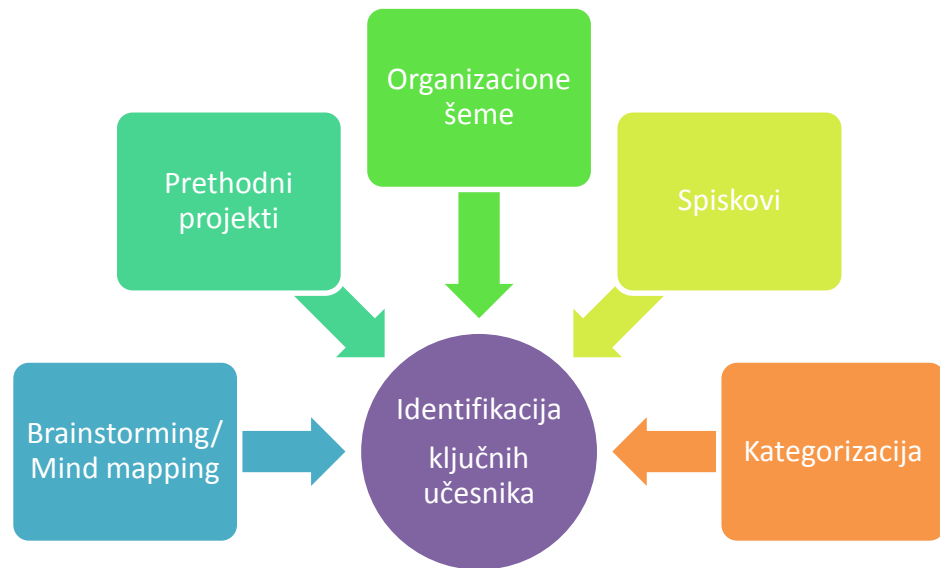 Organizacione
šeme
Prethodni
projekti
Spiskovi
Brainstorming/
Mind mapping
Identifikacija
ključnih
učesnika
Kategorizacija